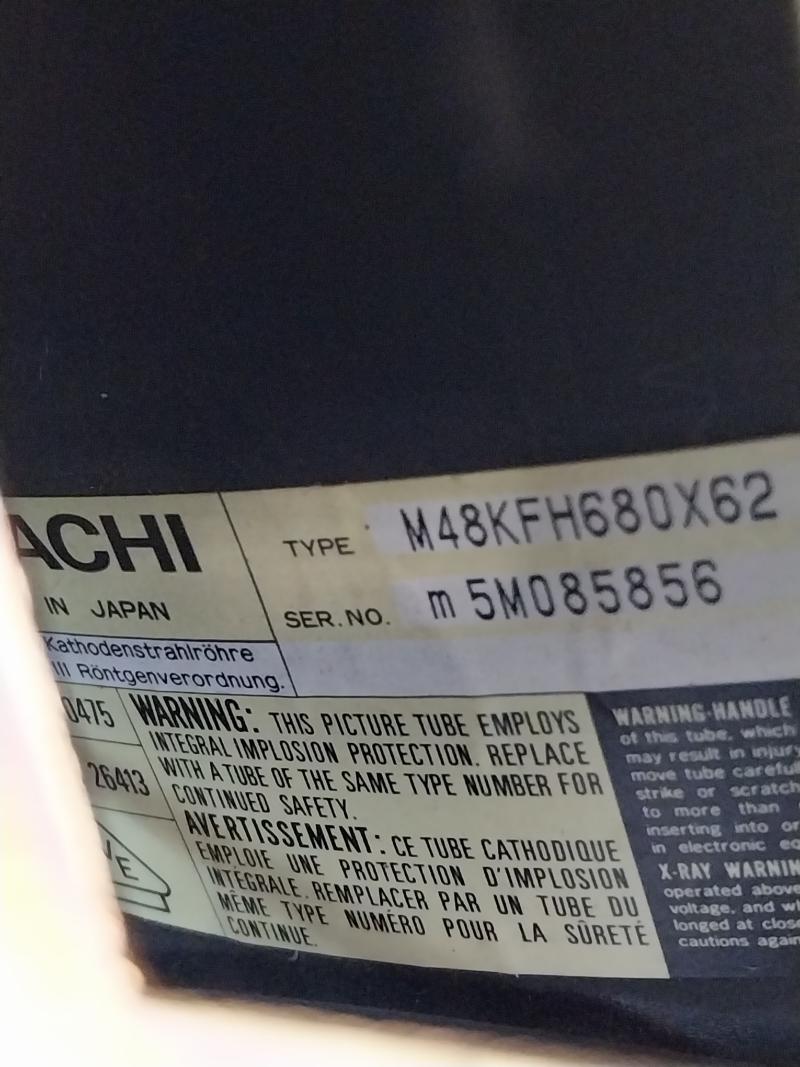 ACHI
IN JAPAN
TYPE M48KFH680X62
SER.NO. m 5M085856
Kathodenstrahlröhre
III Röntgenverordnung.
0475
26413
VE
WARNING: THIS PICTURE TUBE EMPLOYS
INTEGRAL IMPLOSION PROTECTION. REPLACE
WITH A TUBE OF THE SAME TYPE NUMBER FOR
CONTINUED SAFETY.
AVERTISSEMENT: CE TUBE CATHODIQUE
EMPLOIE UNE PROTECTION D'IMPLOSION
INTÉGRALE. REMPLACER PAR UN TUBE DU
MÊME TYPE NUMÉRO POUR LA SÛRETÉ
CONTINUE.
WARNING-HANDLE
of this tube, which
may result in injury
move tube careful
strike or scratch
to more than
inserting into or
in electronic eq
X-RAY WARNIN
operated above
voltage, and wh
longed at close
cautions again